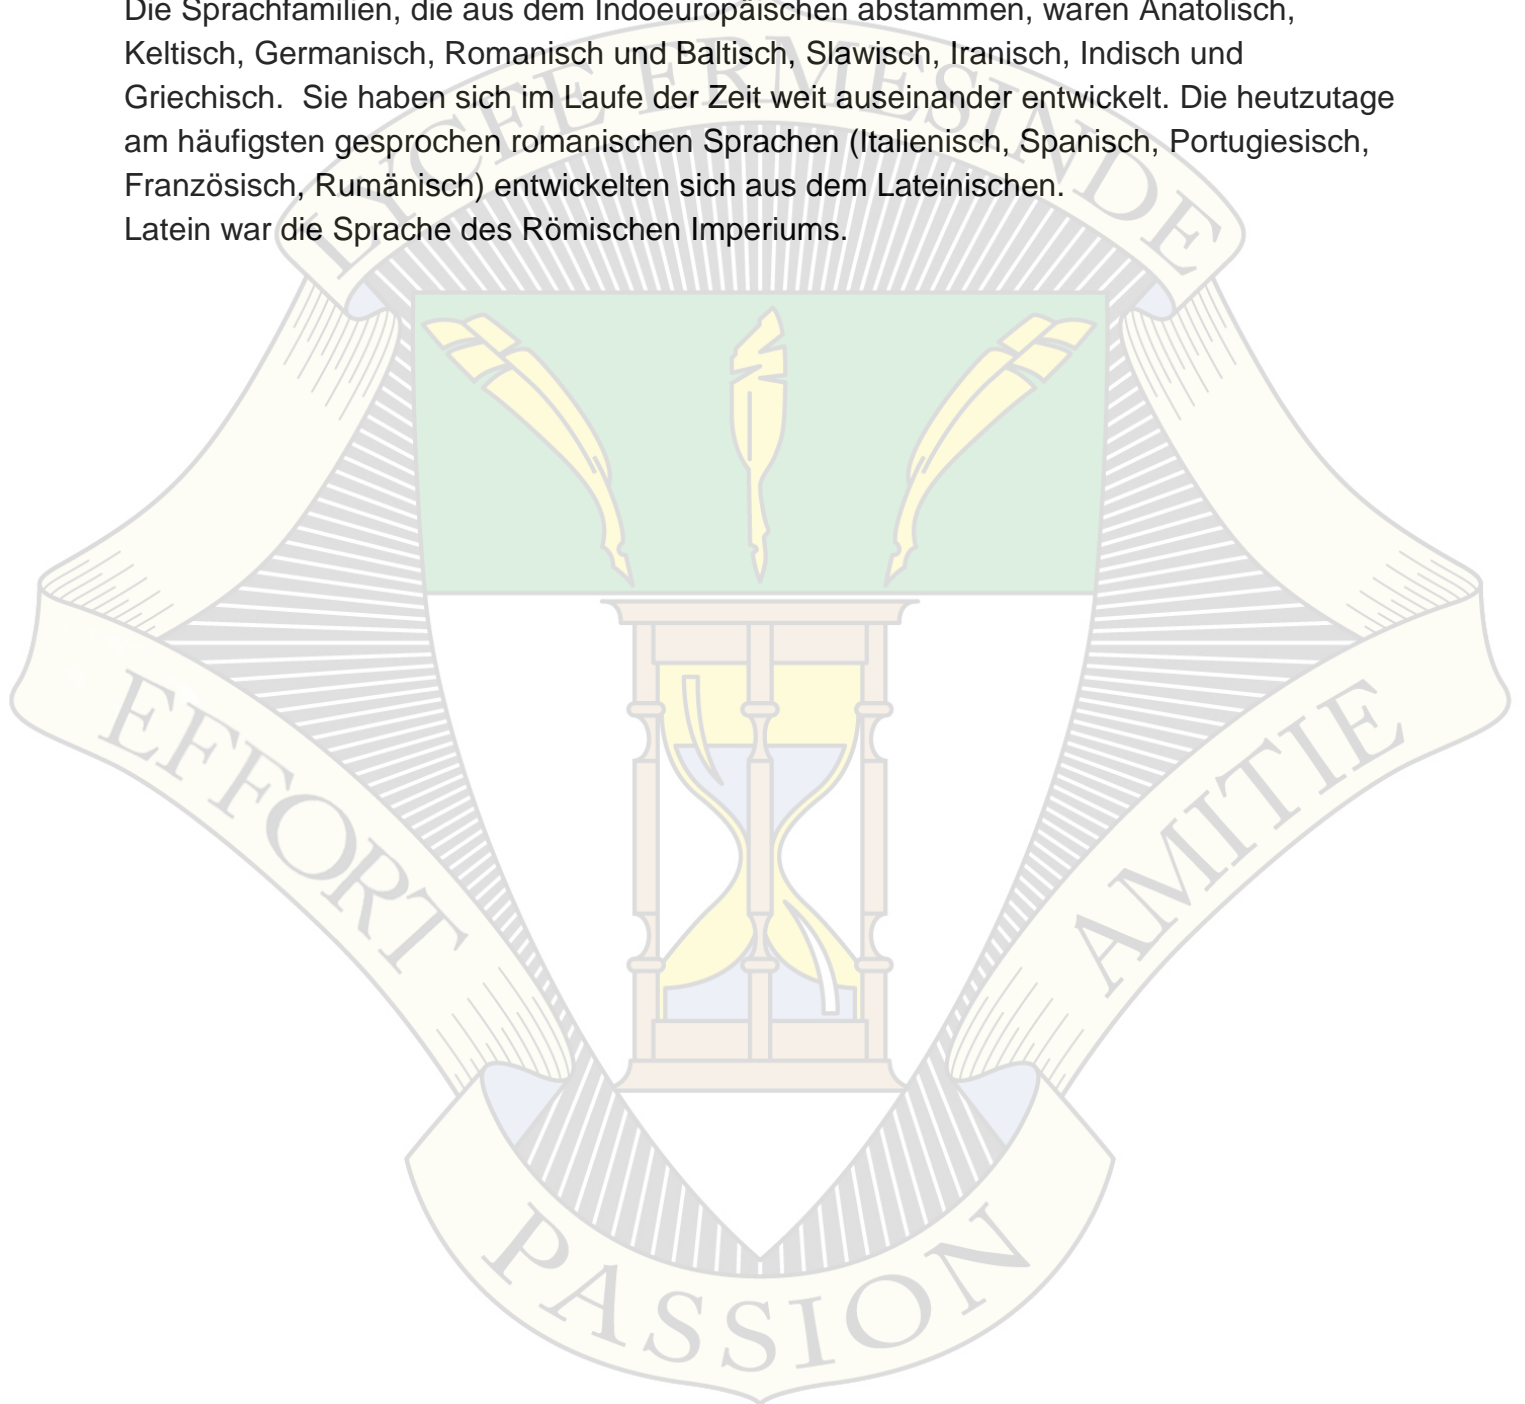 Die Sprachfamilien, die aus dem Indoeuropäischen abstammen, waren Anatolisch,
Keltisch, Germanisch, Romanisch und Baltisch, Slawisch, Iranisch, Indisch und
Griechisch.  Sie haben sich im Laufe der Zeit weit auseinander entwickelt. Die heutzutage
am häufigsten gesprochen romanischen Sprachen (Italienisch, Spanisch, Portugiesisch,
Französisch, Rumänisch) entwickelten sich aus dem Lateinischen.
Latein war die Sprache des Römischen Imperiums.
LYCEE ERMESINDE
EFFORT
AMITIE
PASSION